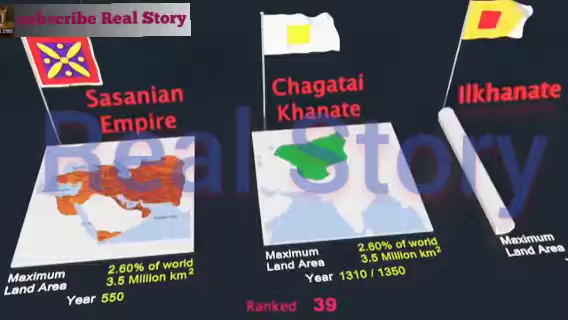 subscribe Real Story
Sasanian
Empire
Chagatai
Khanate
Ilkhanate
Real Story
Maximum
Land Area
2.60% of world
3.5 Million km²
Year 550
Maximum
Land Area
2.60% of world
3.5 Million km²
Year 1310 / 1350
Maximum
Land Area
Ranked 39